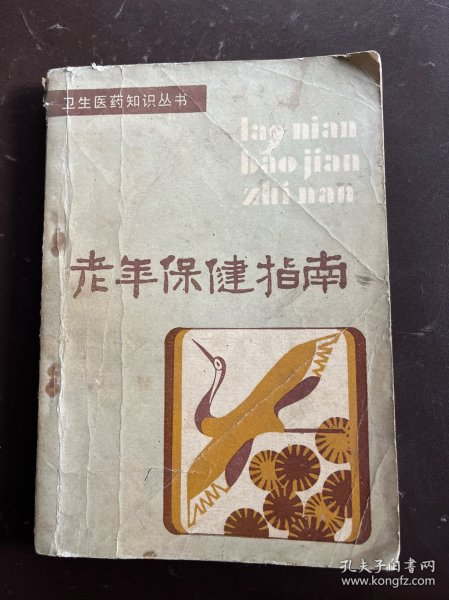 卫生医药知识丛书
lao nian
bao jian
zhi nan
老年保健指南
孔夫子旧书网
www.kongfz.com